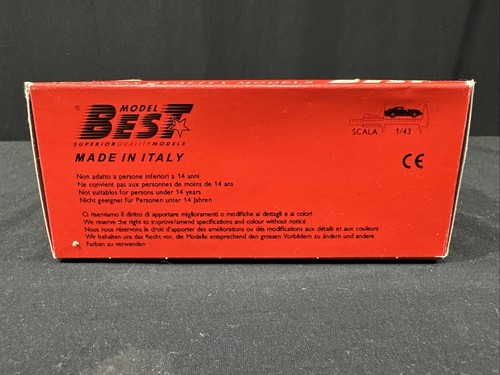 MODEL
BEST
SUPERIORQUALITYMODELS
MADE IN ITALY
SCALA 1/43
CE
Non adatto a persone inferiori a 14 anni
Ne convient pas aux personnes de moins de 14 ans
Not suitables for persons under 14 years
Nicht geeignet für Personen unter 14 Jahren
Ci riserviamo il diritto di apportare miglioramenti o modifiche ai dettagli e ai colori
We reserve the right to improve/amend specifications and colour without notice
Nous nous réservons le droit d'apporter des améliorations ou dés modifications aux détails et aux couleurs
Wir behalten uns das Recht vor, die Modelle entsprechend den grossen Vorbildern zu ändern und andere
Farben zu verwenden